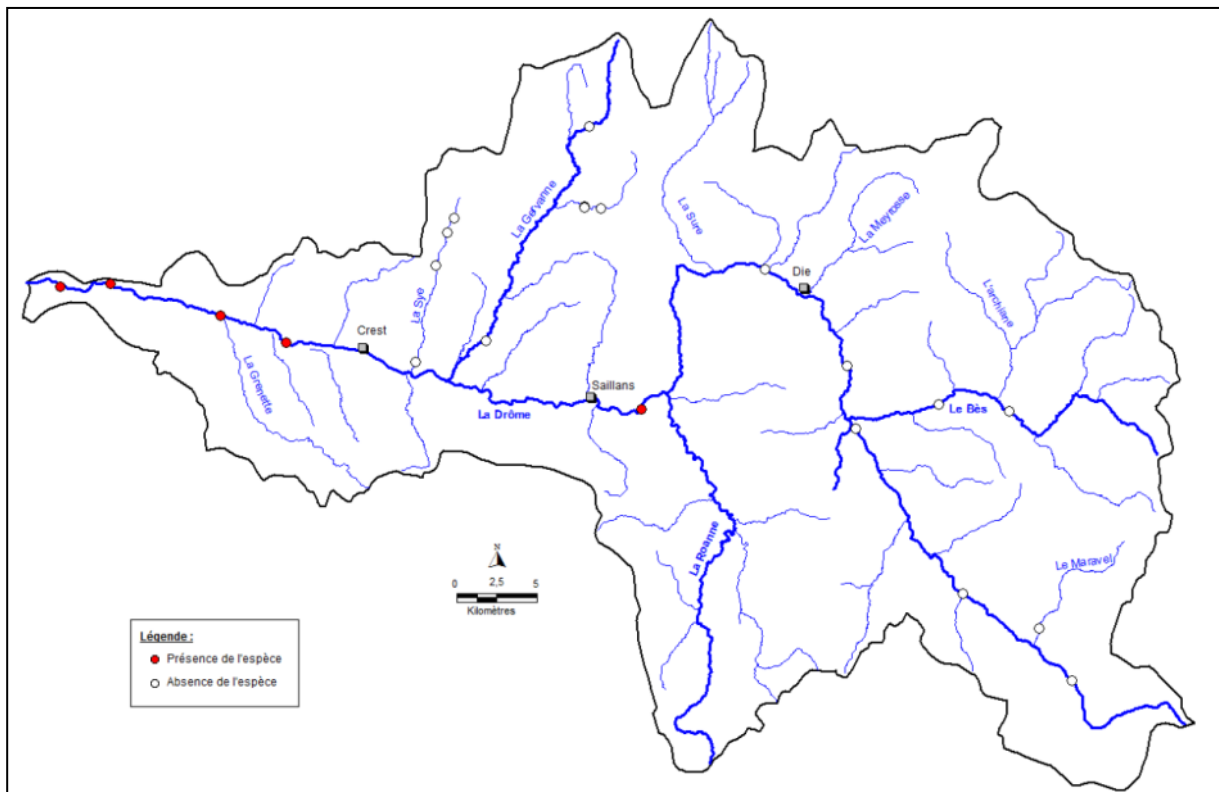 La Gervanne
La Sure
La Meyrosse
Die
L'archiane
La Sye
Crest
La Grenette
Saillans
La Drôme
Le Bès
La Roanne
Le Maravel
N
0 2,5 5
Kilomètres
Légende :
Présence de l'espèce
Absence de l'espèce